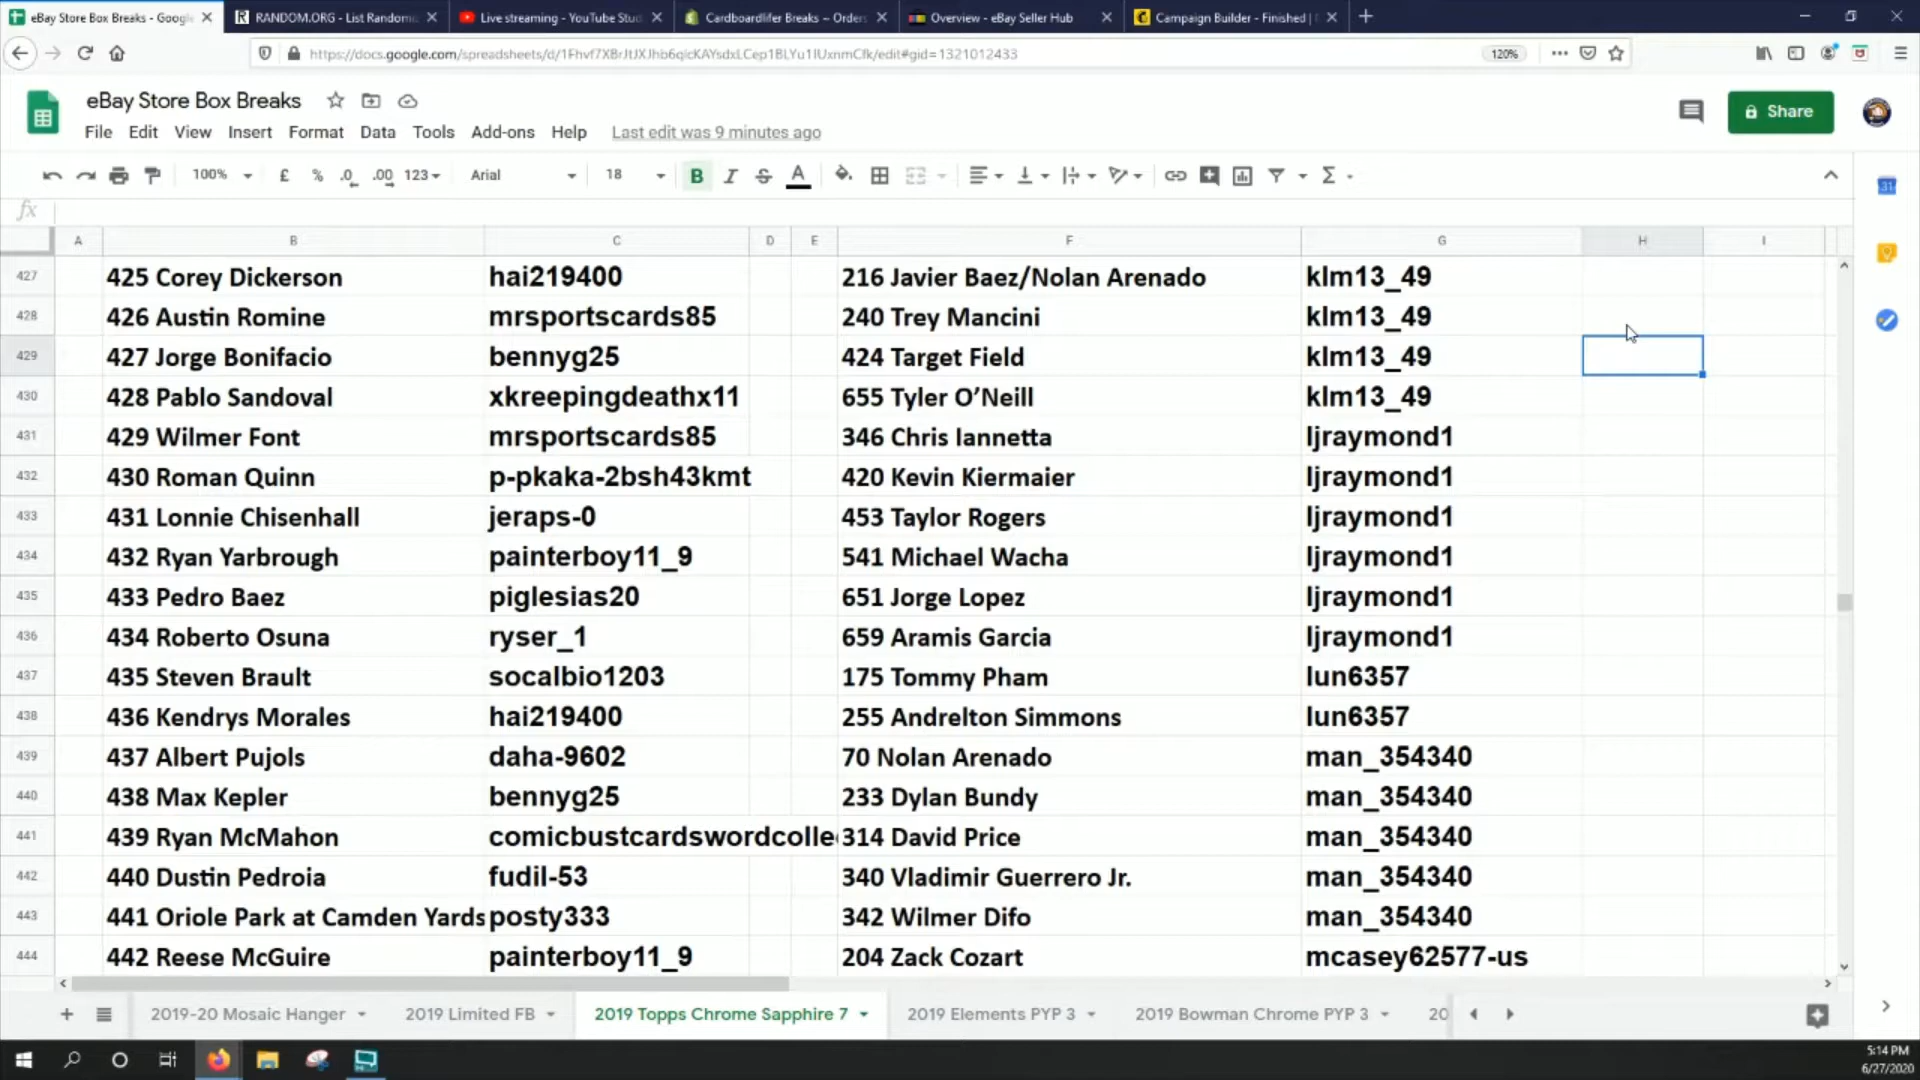 eBay Store Box Breaks - Google
RANDOM.ORG - List Randomi
Live streaming - YouTube Stud
Cardboardlifer Breaks – Orders
Overview - eBay Seller Hub
Campaign Builder - Finished |
120%
eBay Store Box Breaks
Share
File Edit View Insert Format Data Tools Add-ons Help Last edit was 9 minutes ago
100% £ % .0 .00 123 Arial 18 B I S A Σ
fx
A B C D E F G H I
427 425 Corey Dickerson hai219400 216 Javier Baez/Nolan Arenado klm13_49
428 426 Austin Romine mrsportscards85 240 Trey Mancini klm13_49
429 427 Jorge Bonifacio bennyg25 424 Target Field klm13_49
430 428 Pablo Sandoval xkreepingdeathx11 655 Tyler O’Neill klm13_49
431 429 Wilmer Font mrsportscards85 346 Chris Iannetta ljraymond1
432 430 Roman Quinn p-pkaka-2bsh43kmt 420 Kevin Kiermaier ljraymond1
433 431 Lonnie Chisenhall jeraps-0 453 Taylor Rogers ljraymond1
434 432 Ryan Yarbrough painterboy11_9 541 Michael Wacha ljraymond1
435 433 Pedro Baez piglesias20 651 Jorge Lopez ljraymond1
436 434 Roberto Osuna ryser_1 659 Aramis Garcia ljraymond1
437 435 Steven Brault socalbio1203 175 Tommy Pham lun6357
438 436 Kendrys Morales hai219400 255 Andrelton Simmons lun6357
439 437 Albert Pujols daha-9602 70 Nolan Arenado man_354340
440 438 Max Kepler bennyg25 233 Dylan Bundy man_354340
441 439 Ryan McMahon comicbustcardswordcolle 314 David Price man_354340
442 440 Dustin Pedroia fudil-53 340 Vladimir Guerrero Jr. man_354340
443 441 Oriole Park at Camden Yards posty333 342 Wilmer Difo man_354340
444 442 Reese McGuire painterboy11_9 204 Zack Cozart mcasey62577-us
2019-20 Mosaic Hanger 2019 Limited FB 2019 Topps Chrome Sapphire 7 2019 Elements PYP 3 2019 Bowman Chrome PYP 3 20
5:14 PM
6/27/2020